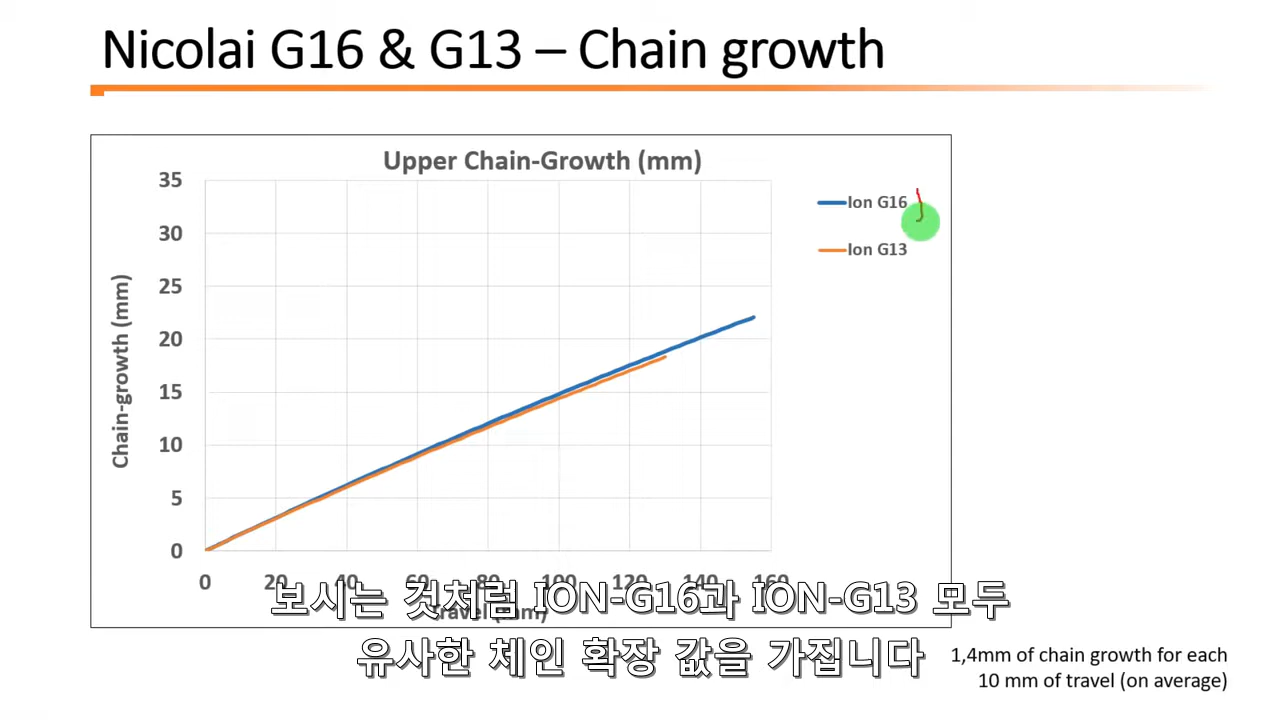 Nicolai G16 & G13 – Chain growth
Upper Chain-Growth (mm)
35
30
25
20
15
10
5
0
Chain-growth (mm)
Ion G16
Ion G13
0 20 40 60 80 100 120 140 160
Travel (mm)
보시는 것처럼 ION-G16과 ION-G13 모두
유사한 체인 확장 값을 가집니다
1,4mm of chain growth for each
10 mm of travel (on average)